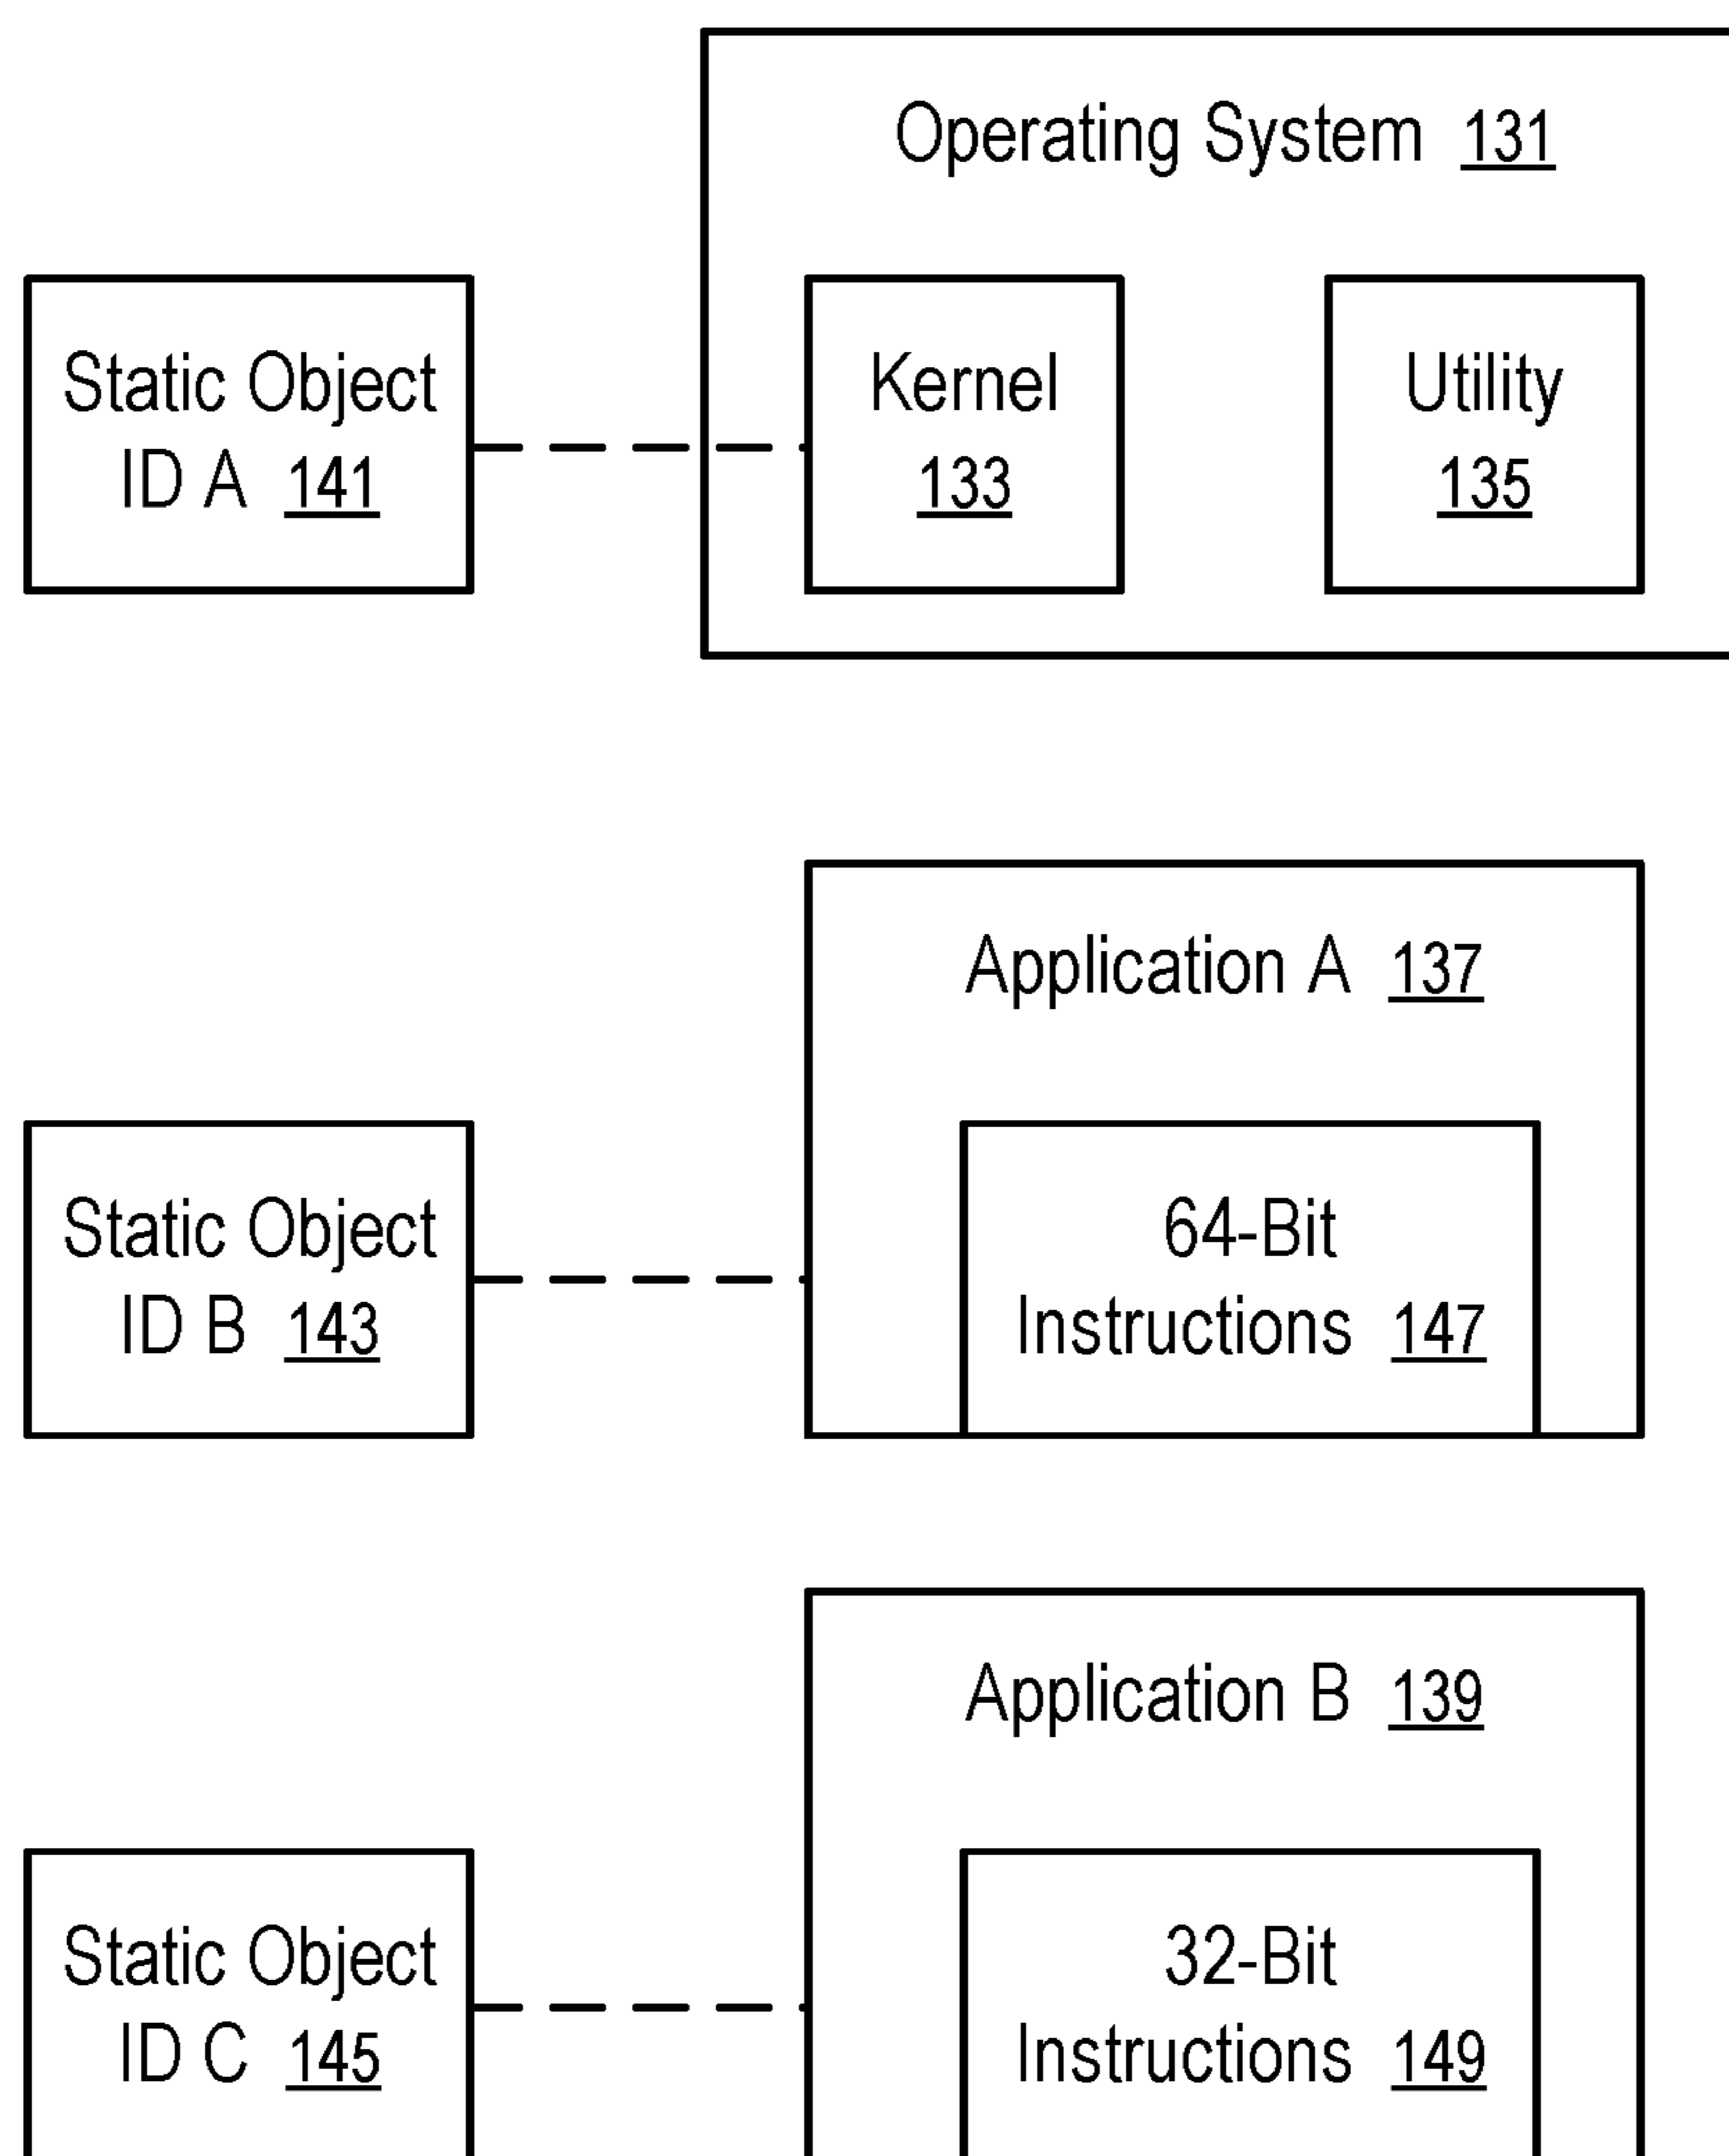 Operating System 131
Static Object
ID A 141
Kernel
133
Utility
135
Application A 137
Static Object
ID B 143
64-Bit
Instructions 147
Application B 139
Static Object
ID C 145
32-Bit
Instructions 149